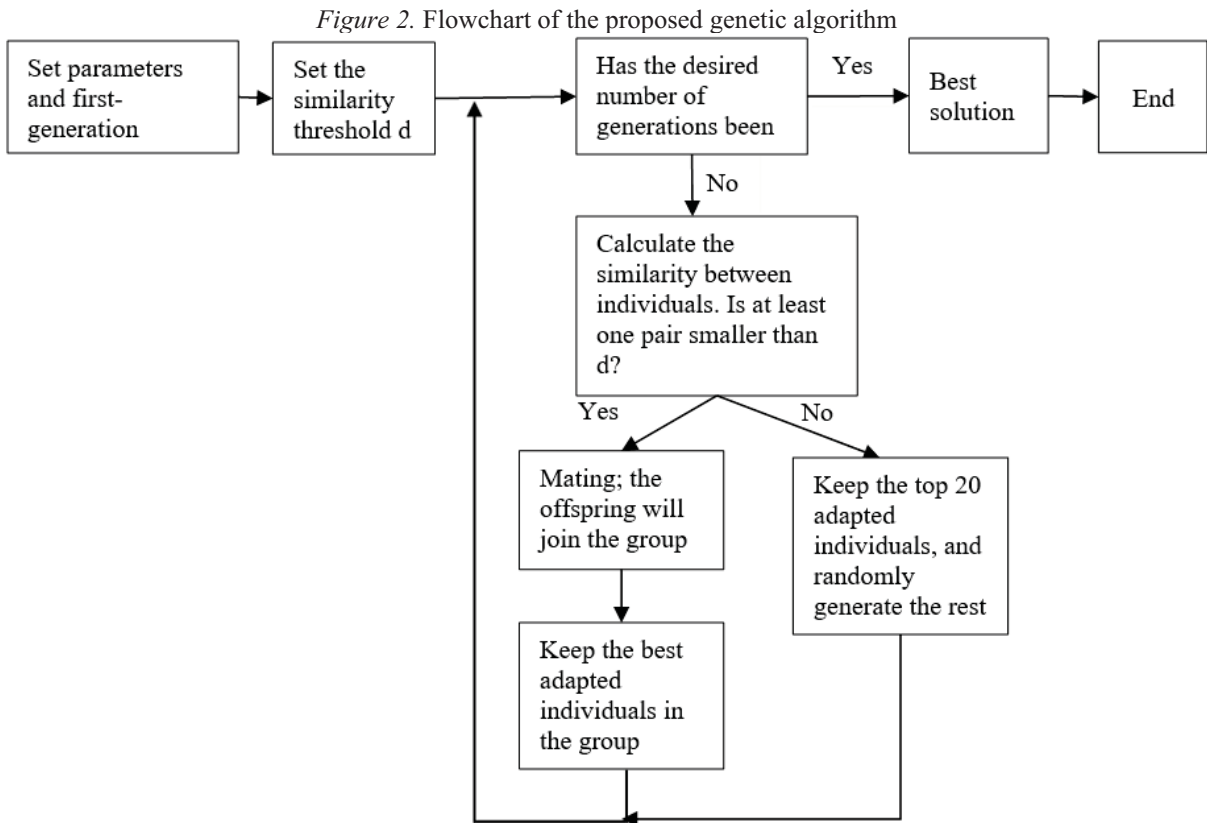 Figure 2. Flowchart of the proposed genetic algorithm
Set parameters
and first-
generation
Set the
similarity
threshold d
Has the desired
number of
generations been
Yes
Best
solution
End
No
Calculate the
similarity between
individuals. Is at least
one pair smaller than
d?
Yes
No
Mating; the
offspring will
join the group
Keep the top 20
adapted
individuals, and
randomly
generate the rest
Keep the best
adapted
individuals in
the group